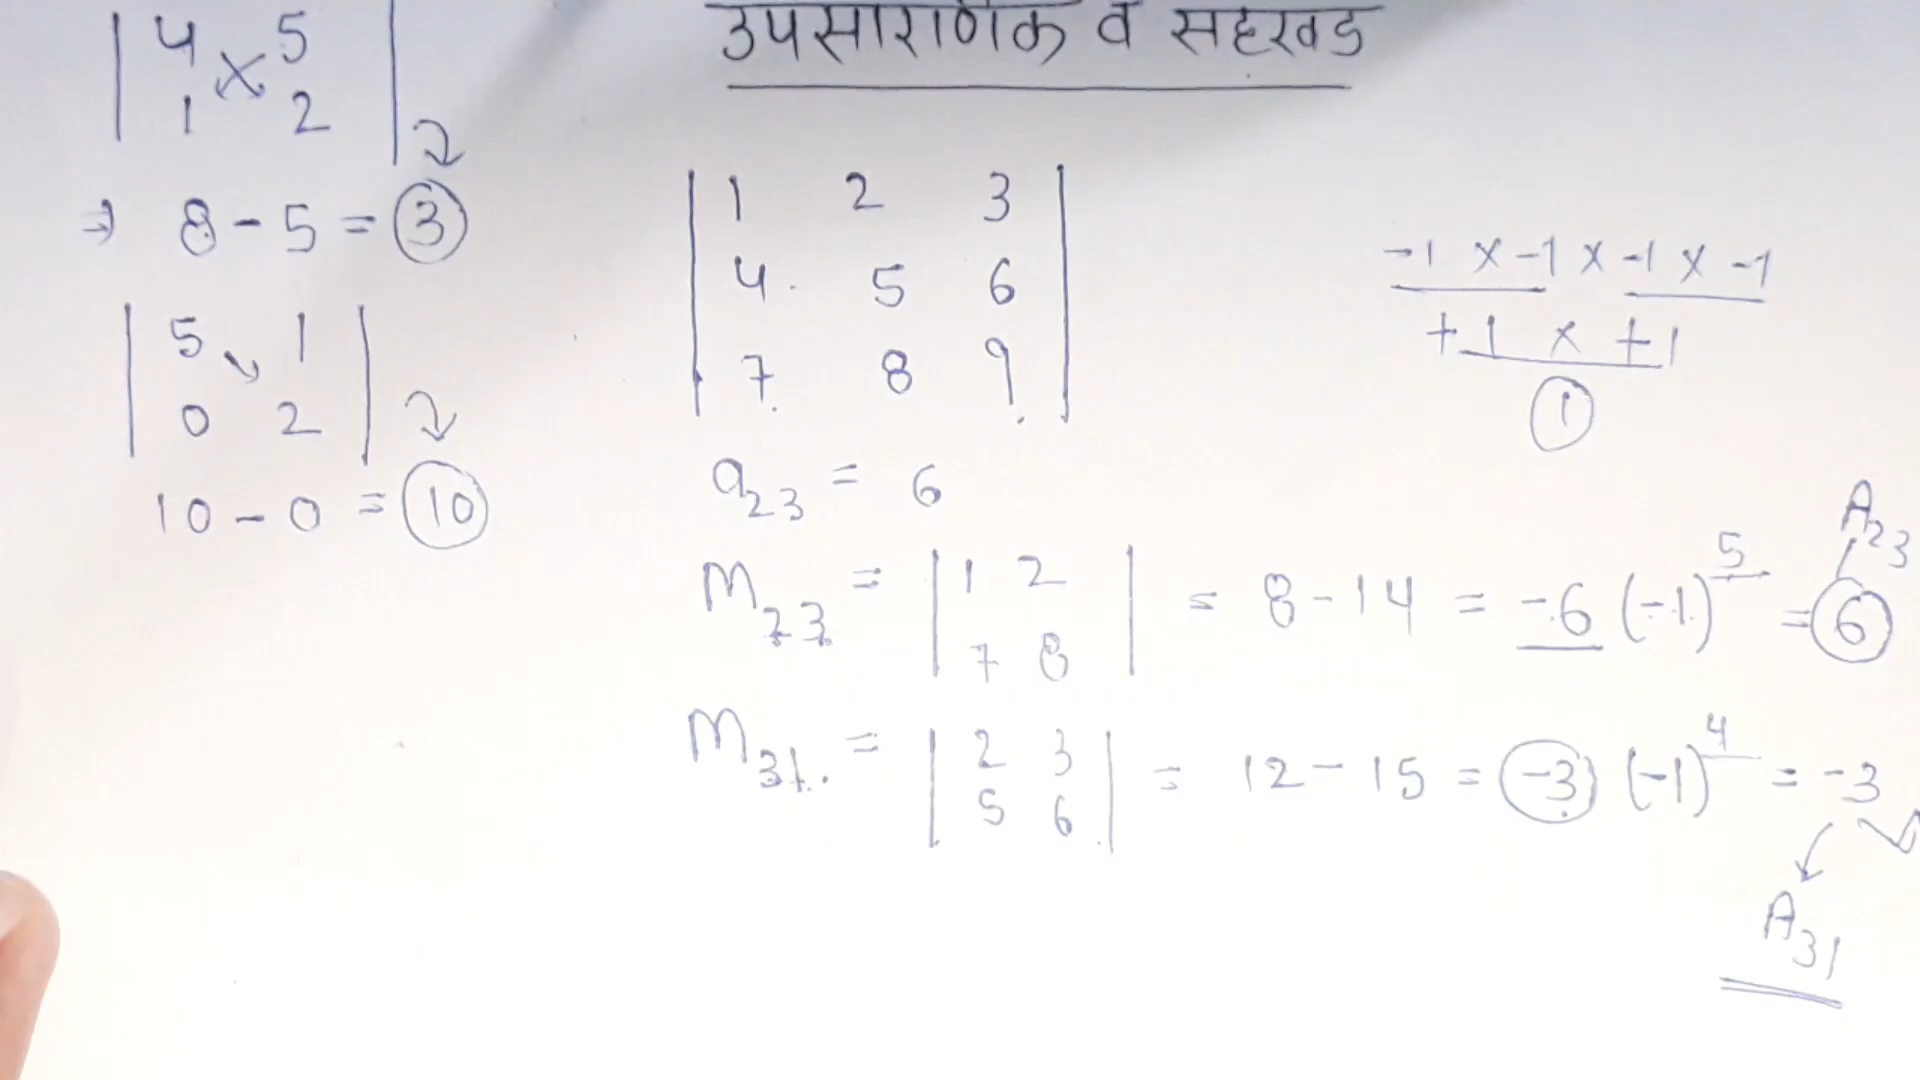 उपसारणिक व सहखंड
| 4 × 5 |
| 1 2 |
⇒ 8 - 5 = 3
| 5 1 |
| 0 2 |
10 - 0 = 10
| 1 2 3 |
| 4 5 6 |
| 7 8 9 |
a23 = 6
M23 = | 1 2 | = 8 - 14 = -6 (-1)^5 = 6 A23
| 7 8 |
M31 = | 2 3 | = 12 - 15 = -3 (-1)^4 = -3
| 5 6 |
A31
-1 × -1 × -1 × -1
+1 × +1
1